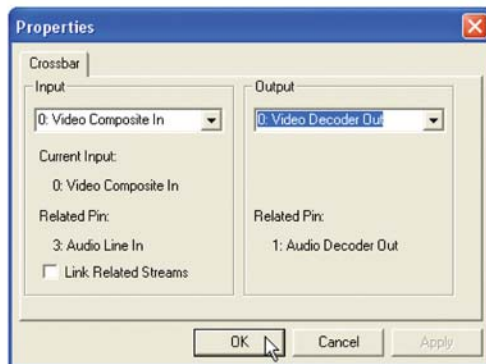 Properties
Crossbar
Input
0: Video Composite In
Current Input:
0: Video Composite In
Related Pin:
3: Audio Line In
Link Related Streams
Output
0: Video Decoder Out
Related Pin:
1: Audio Decoder Out
OK
Cancel
Apply